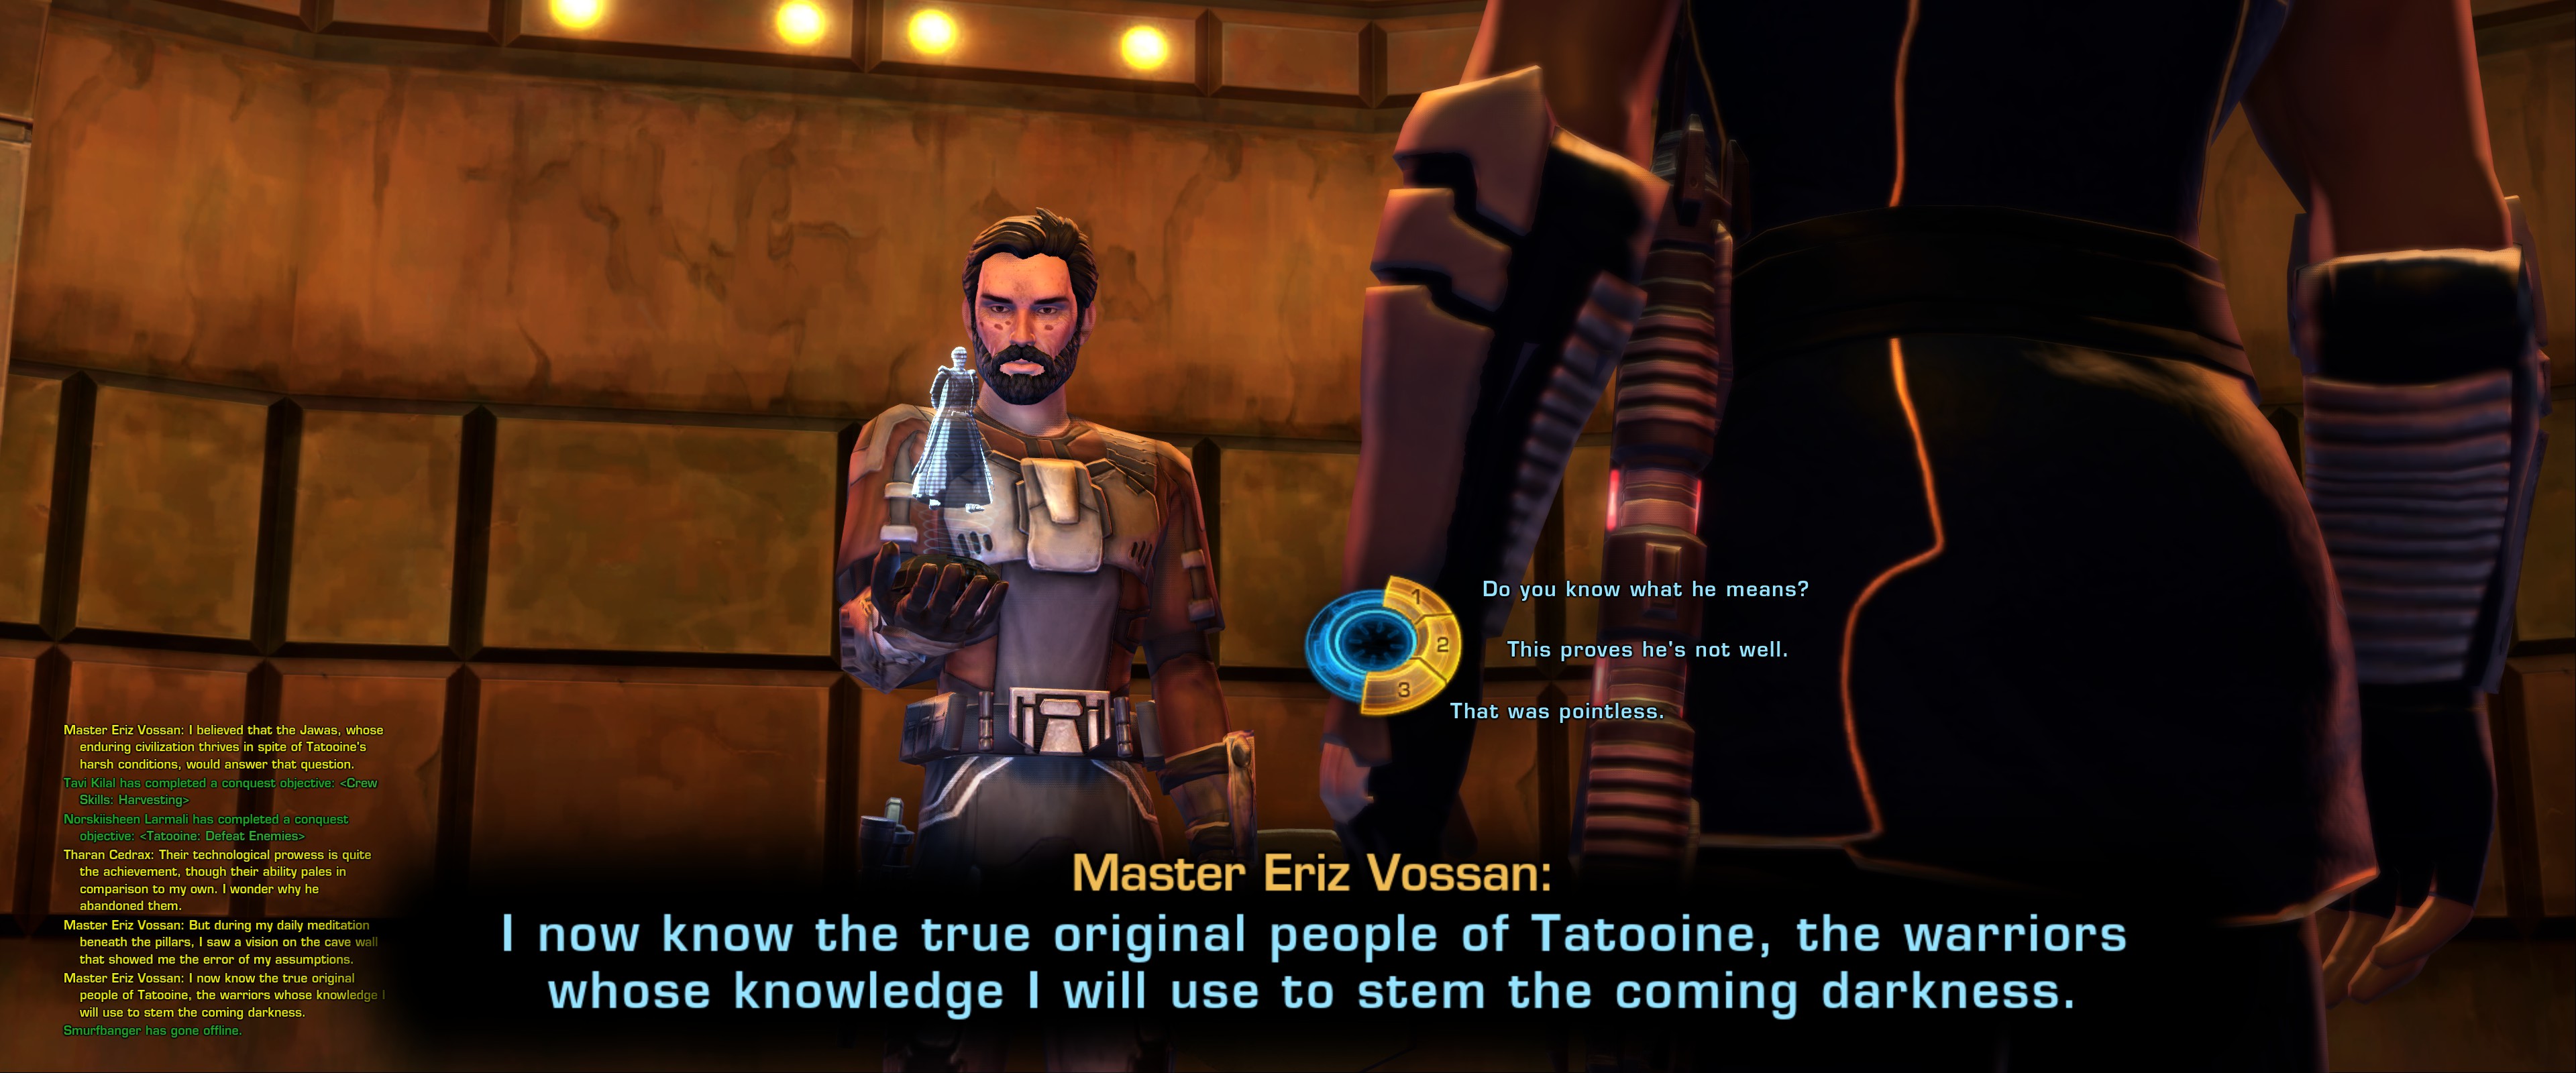 Do you know what he means?
This proves he's not well.
That was pointless.
1
2
3
Master Eriz Vossan: I believed that the Jawas, whose
enduring civilization thrives in spite of Tatooine's
harsh conditions, would answer that question.
Tavi Kilal has completed a conquest objective: <Crew
Skills: Harvesting>
Norskiisheen Larmali has completed a conquest
objective: <Tatooine: Defeat Enemies>
Tharan Cedrax: Their technological prowess is quite
the achievement, though their ability pales in
comparison to my own. I wonder why he
abandoned them.
Master Eriz Vossan: But during my daily meditation
beneath the pillars, I saw a vision on the cave wall
that showed me the error of my assumptions.
Master Eriz Vossan: I now know the true original
people of Tatooine, the warriors whose knowledge I
will use to stem the coming darkness.
Smurfbanger has gone offline.
Master Eriz Vossan:
I now know the true original people of Tatooine, the warriors
whose knowledge I will use to stem the coming darkness.